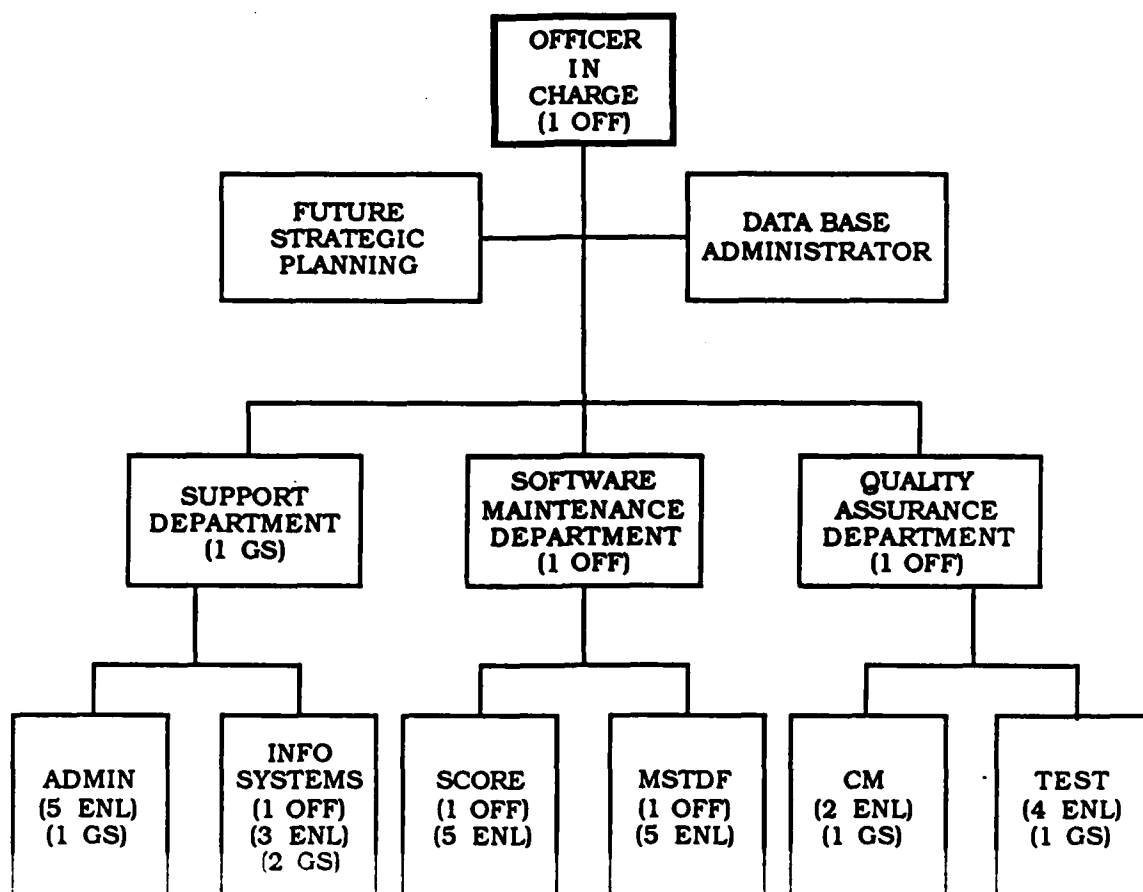 OFFICER
IN
CHARGE
(1 OFF)
FUTURE
STRATEGIC
PLANNING
DATA BASE
ADMINISTRATOR
SUPPORT
DEPARTMENT
(1 GS)
SOFTWARE
MAINTENANCE
DEPARTMENT
(1 OFF)
QUALITY
ASSURANCE
DEPARTMENT
(1 OFF)
ADMIN
(5 ENL)
(1 GS)
INFO
SYSTEMS
(1 OFF)
(3 ENL)
(2 GS)
SCORE
(1 OFF)
(5 ENL)
MSTDF
(1 OFF)
(5 ENL)
CM
(2 ENL)
(1 GS)
TEST
(4 ENL)
(1 GS)